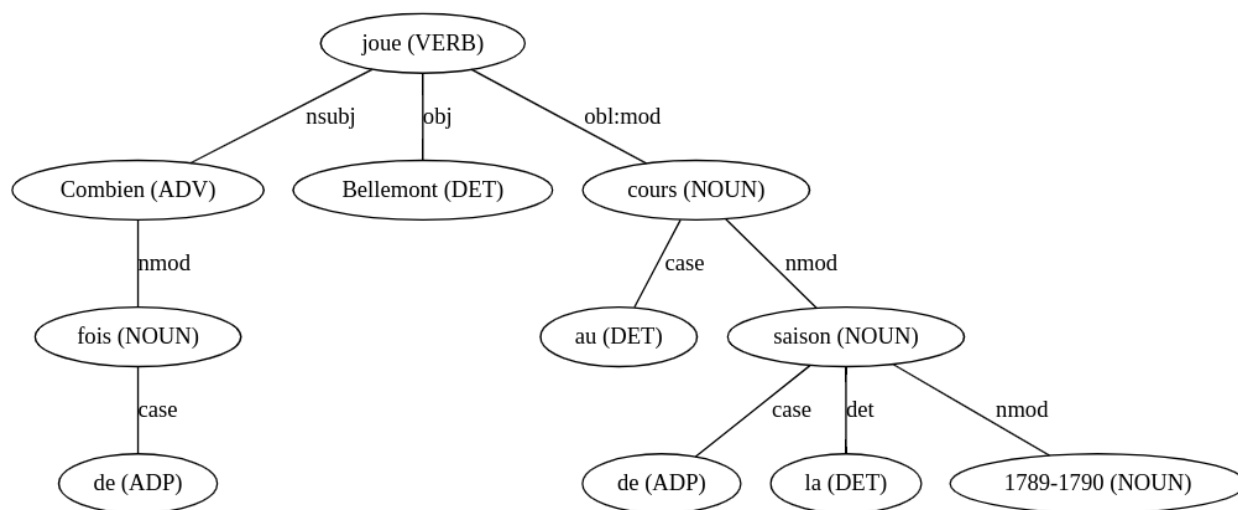 joue (VERB)
nsubj obj obl:mod
Combien (ADV) Bellemont (DET) cours (NOUN)
nmod case nmod
fois (NOUN) au (DET) saison (NOUN)
case case det nmod
de (ADP) de (ADP) la (DET) 1789-1790 (NOUN)